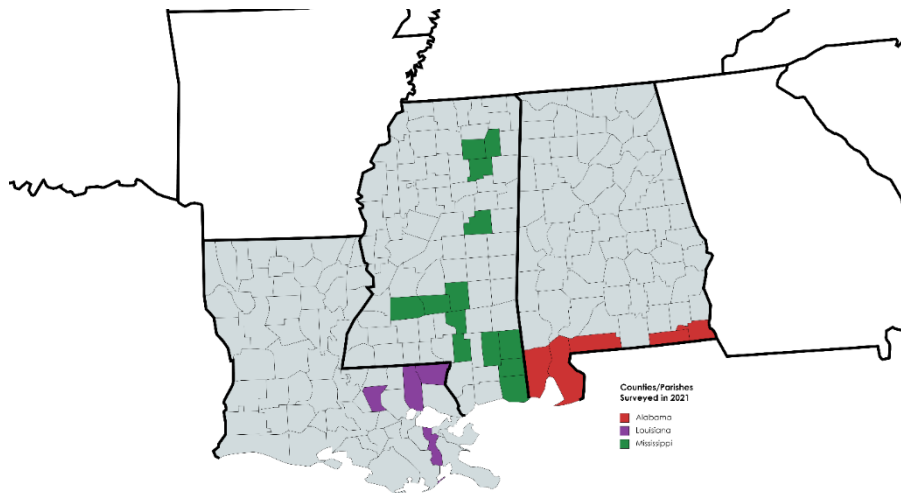 Counties/Parishes
Surveyed in 2021
Alabama
Louisiana
Mississippi